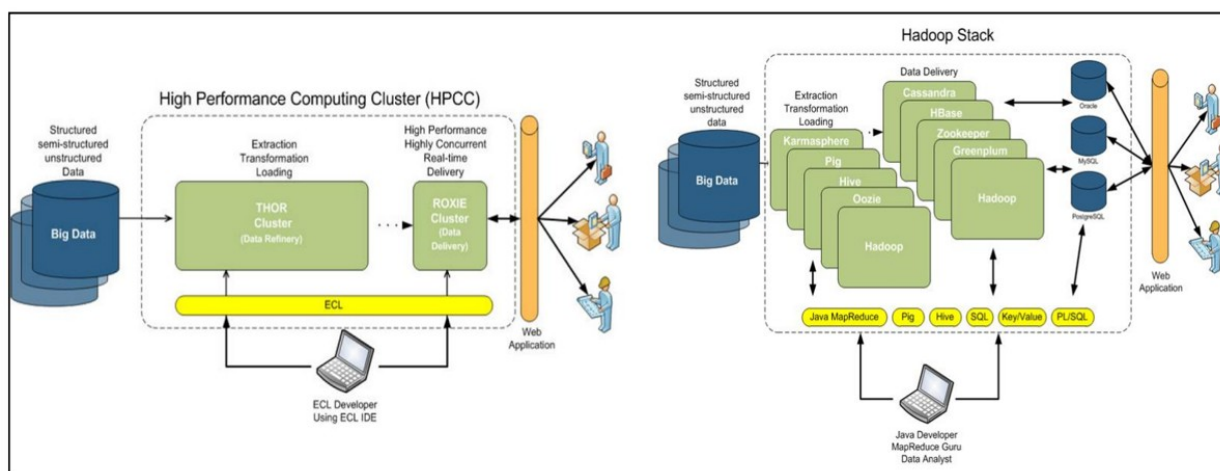 High Performance Computing Cluster (HPCC)
Structured
semi-structured
unstructured
Data
Big Data
Extraction
Transformation
Loading
THOR
Cluster
(Data Refinery)
High Performance
Highly Concurrent
Real-time
Delivery
ROXIE
Cluster
(Data
Delivery)
ECL
Web
Application
ECL Developer
Using ECL IDE
Hadoop Stack
Structured
semi-structured
unstructured
data
Big Data
Extraction
Transformation
Loading
Karmasphere
Pig
Hive
Oozie
Hadoop
Data Delivery
Cassandra
HBase
Zookeeper
Greenplum
Hadoop
Oracle
MySQL
PostgreSQL
Web
Application
Java MapReduce
Pig
Hive
SQL
Key/Value
PL/SQL
Java Developer
MapReduce Guru
Data Analyst